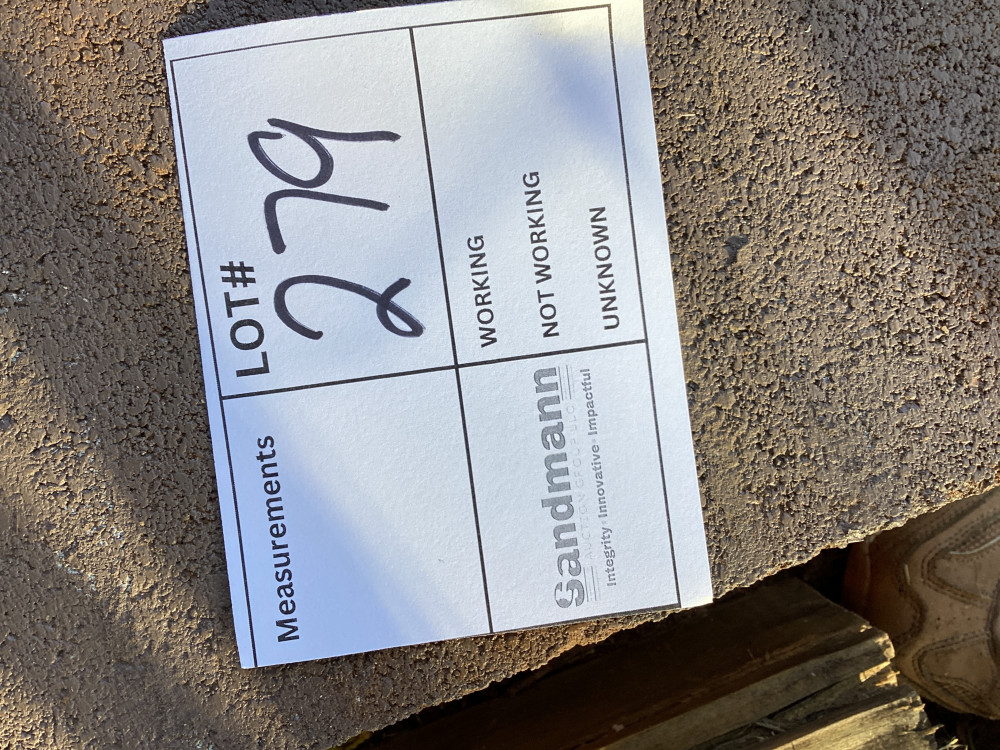 Measurements
LOT#
279
Sandmann
AUCTION GROUP LLC
Integrity·Innovative·Impactful
WORKING
NOT WORKING
UNKNOWN